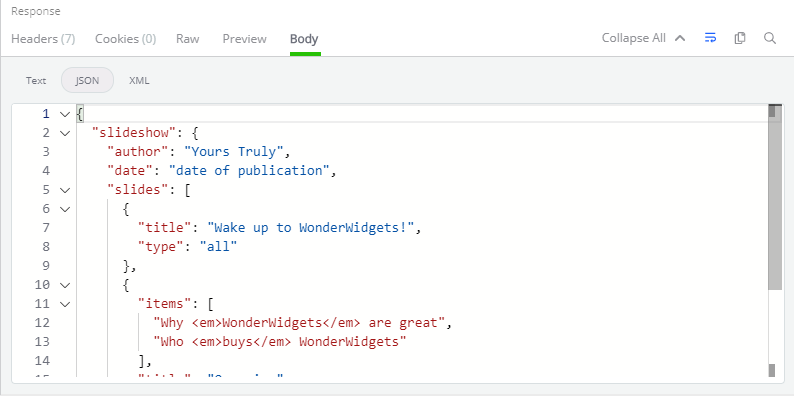 Response
Headers (7) Cookies (0) Raw Preview Body Collapse All
Text JSON XML
1 {
2 "slideshow": {
3 "author": "Yours Truly",
4 "date": "date of publication",
5 "slides": [
6 {
7 "title": "Wake up to WonderWidgets!",
8 "type": "all"
9 },
10 {
11 "items": [
12 "Why <em>WonderWidgets</em> are great",
13 "Who <em>buys</em> WonderWidgets"
14 ],